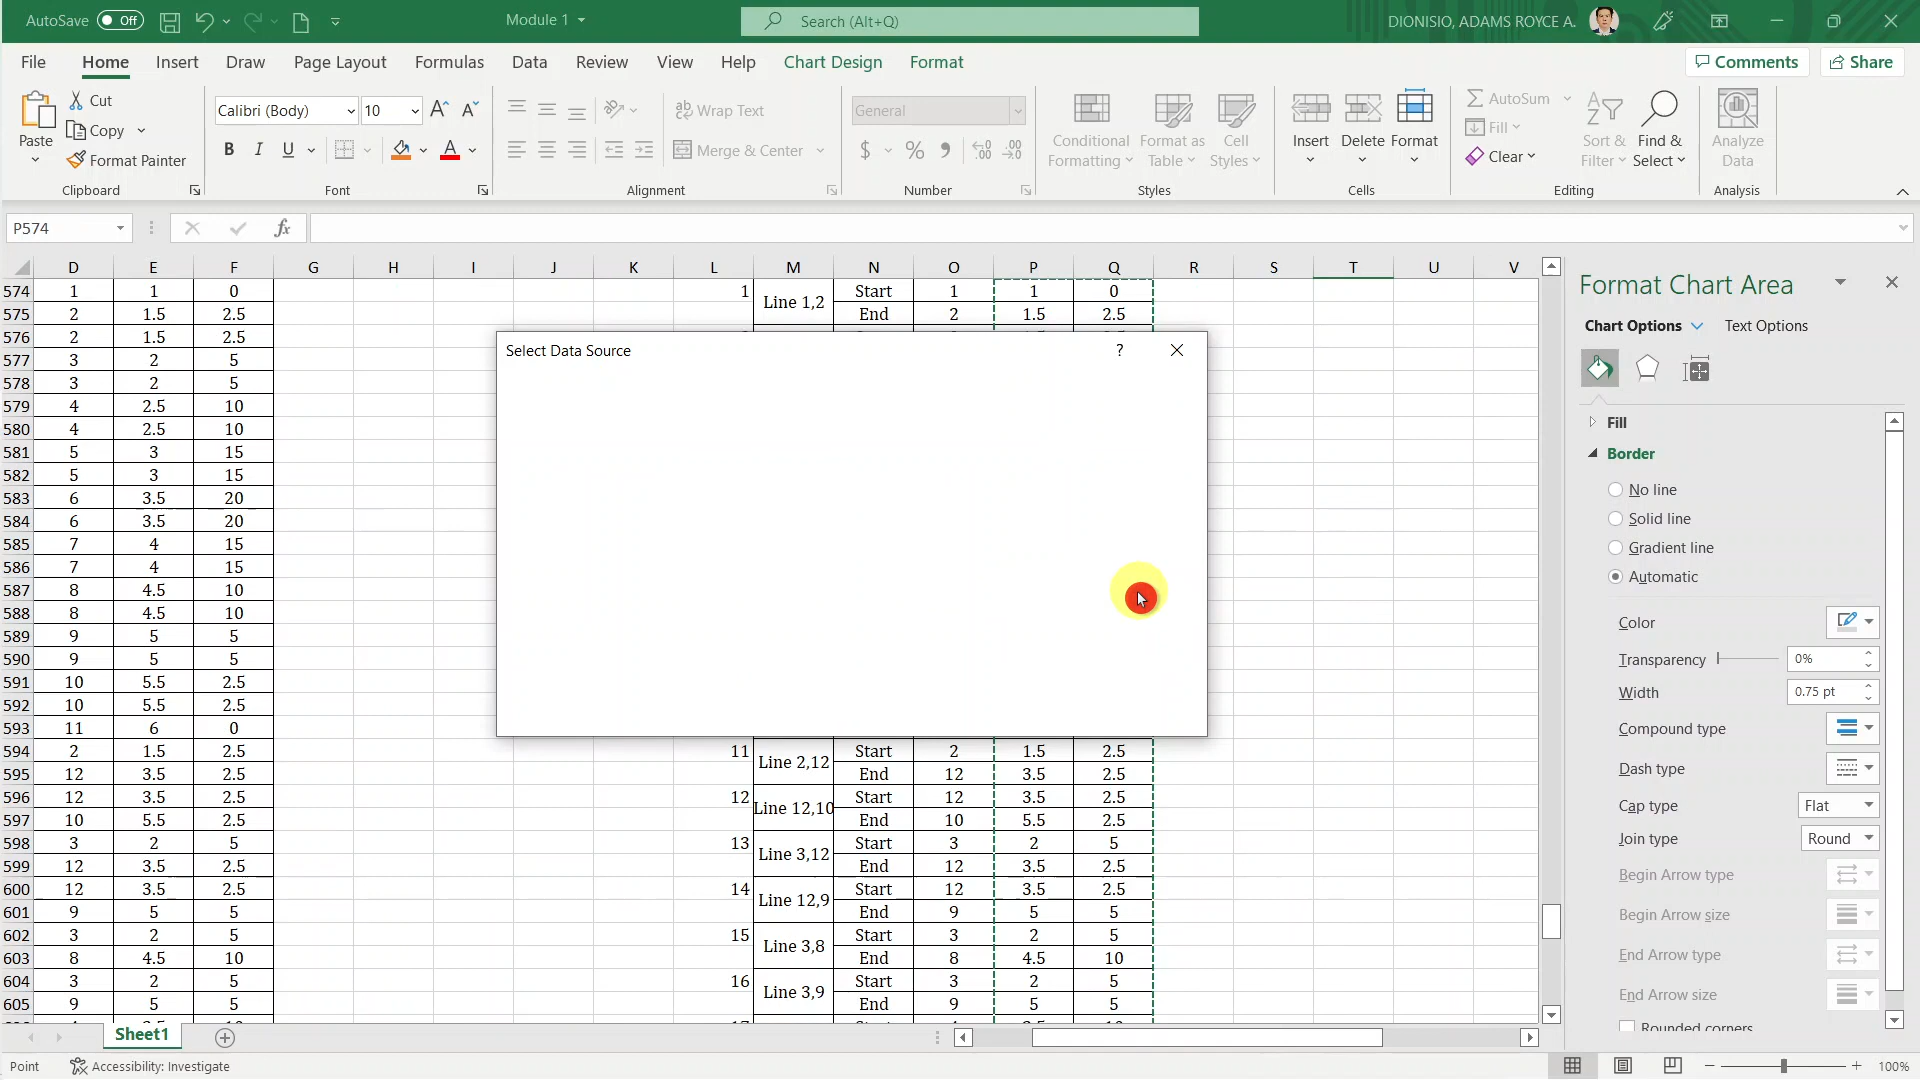 AutoSave Off Module 1 Search (Alt+Q) DIONISIO, ADAMS ROYCE A.
File Home Insert Draw Page Layout Formulas Data Review View Help Chart Design Format Comments Share
Paste Cut Copy Format Painter Clipboard
Calibri (Body) 10 B I U A Font
Wrap Text Merge & Center Alignment
General $ % Number
Conditional Formatting Format as Table Cell Styles Styles
Insert Delete Format Cells
AutoSum Fill Clear Sort & Filter Find & Select Editing
Analyze Data Analysis
P574 fx
D E F G H I J K L M N O P Q R S T U V
574 1 1 0 1 Line 1,2 Start 1 1 0
575 2 1.5 2.5 End 2 1.5 2.5
576 2 1.5 2.5
577 3 2 5
578 3 2 5
579 4 2.5 10
580 4 2.5 10
581 5 3 15
582 5 3 15
583 6 3.5 20
584 6 3.5 20
585 7 4 15
586 7 4 15
587 8 4.5 10
588 8 4.5 10
589 9 5 5
590 9 5 5
591 10 5.5 2.5
592 10 5.5 2.5
593 11 6 0
594 2 1.5 2.5 11 Line 2,12 Start 2 1.5 2.5
595 12 3.5 2.5 End 12 3.5 2.5
596 12 3.5 2.5 12 Line 12,10 Start 12 3.5 2.5
597 10 5.5 2.5 End 10 5.5 2.5
598 3 2 5 13 Line 3,12 Start 3 2 5
599 12 3.5 2.5 End 12 3.5 2.5
600 12 3.5 2.5 14 Line 12,9 Start 12 3.5 2.5
601 9 5 5 End 9 5 5
602 3 2 5 15 Line 3,8 Start 3 2 5
603 8 4.5 10 End 8 4.5 10
604 3 2 5 16 Line 3,9 Start 3 2 5
605 9 5 5 End 9 5 5
Select Data Source ?
Format Chart Area
Chart Options Text Options
Fill
Border
No line
Solid line
Gradient line
Automatic
Color
Transparency 0%
Width 0.75 pt
Compound type
Dash type
Cap type Flat
Join type Round
Begin Arrow type
Begin Arrow size
End Arrow type
End Arrow size
Rounded corners
Sheet1
Point Accessibility: Investigate 100%